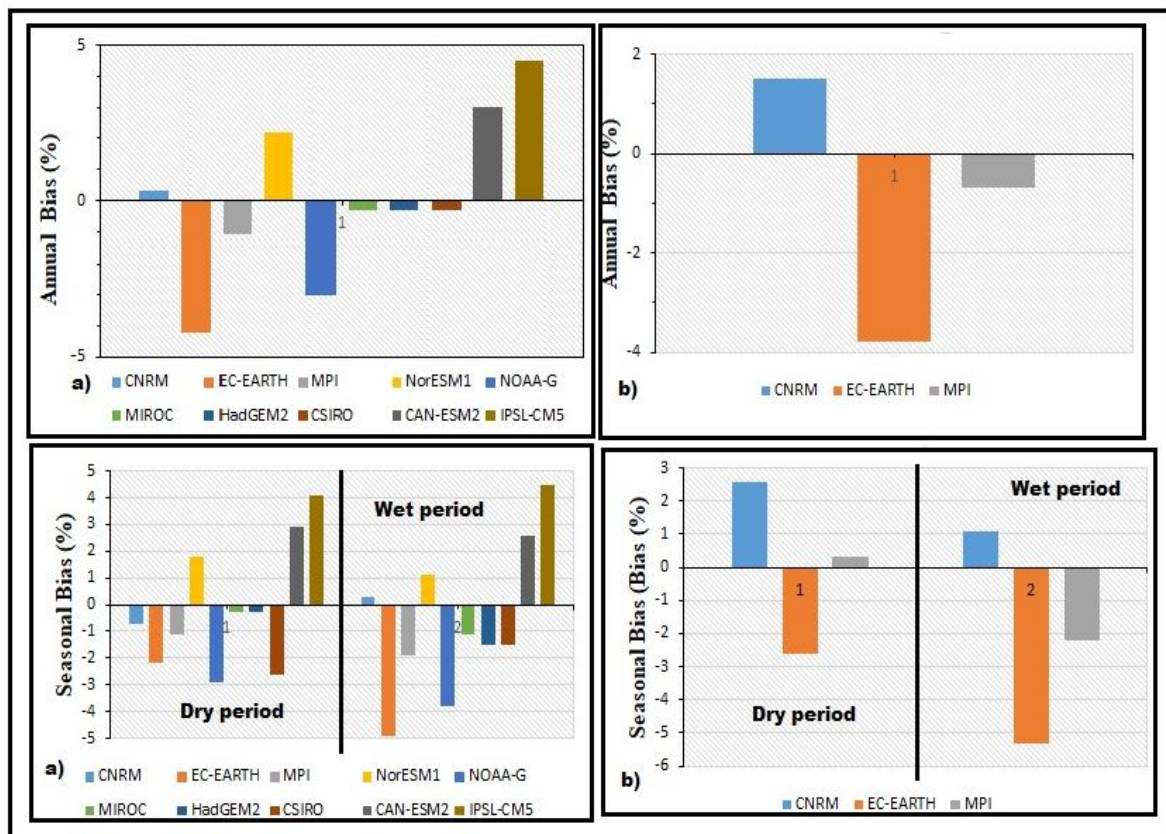 5
0
-5
Annual Bias (%)
1
a)
CNRM EC-EARTH MPI NorESM1 NOAA-G
MIROC HadGEM2 CSIRO CAN-ESM2 IPSL-CM5
2
0
-2
-4
Annual Bias (%)
1
b)
CNRM EC-EARTH MPI
5
4
3
2
1
0
-1
-2
-3
-4
-5
Seasonal Bias (%)
Wet period
1
2
Dry period
a)
CNRM EC-EARTH MPI NorESM1 NOAA-G
MIROC HadGEM2 CSIRO CAN-ESM2 IPSL-CM5
3
2
1
0
-1
-2
-3
-4
-5
-6
Seasonal Bias (Bias (%)
Wet period
1
2
Dry period
b)
CNRM EC-EARTH MPI